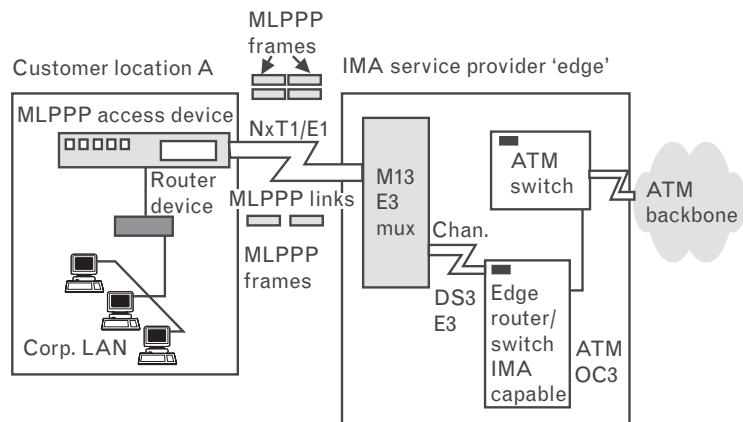 MLPPP
frames
Customer location A
IMA service provider ‘edge’
MLPPP access device
NxT1/E1
Router
device
MLPPP links
MLPPP
frames
Corp. LAN
M13
E3
mux
Chan.
DS3
E3
ATM
switch
Edge
router/
switch
IMA
capable
ATM
OC3
ATM
backbone